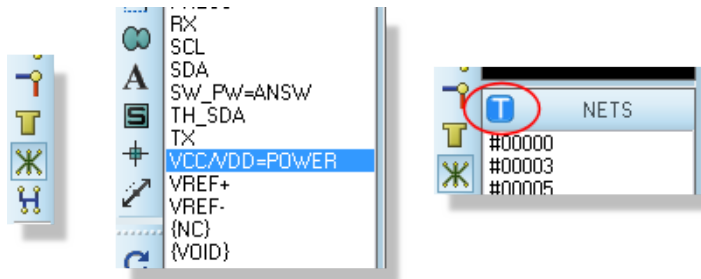 RX
SCL
SDA
SW_PW=ANSW
TH_SDA
TX
VCC/VDD=POWER
VREF+
VREF-
{NC}
{VOID}
A
S
T NETS
#00000
#00003
#00005